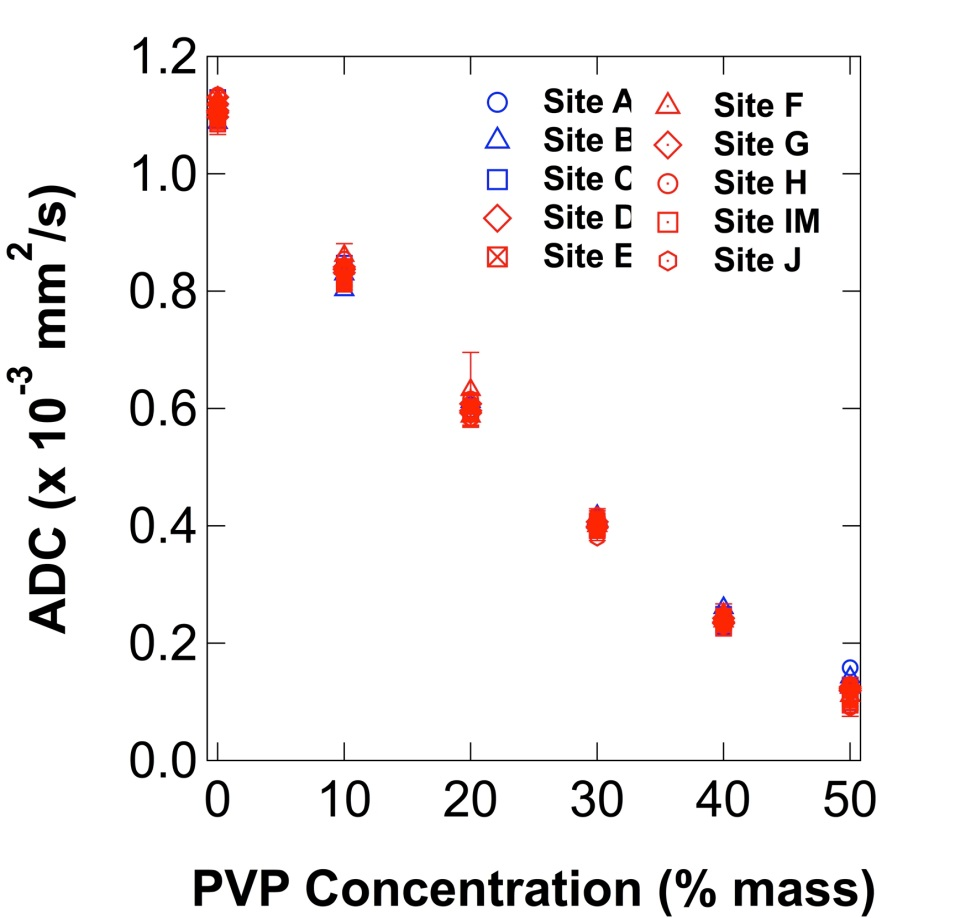 1.2
1.0
0.8
0.6
0.4
0.2
0.0
ADC (x 10⁻³ mm²/s)
Site A
Site B
Site C
Site D
Site E
Site F
Site G
Site H
Site IM
Site J
0 10 20 30 40 50
PVP Concentration (% mass)